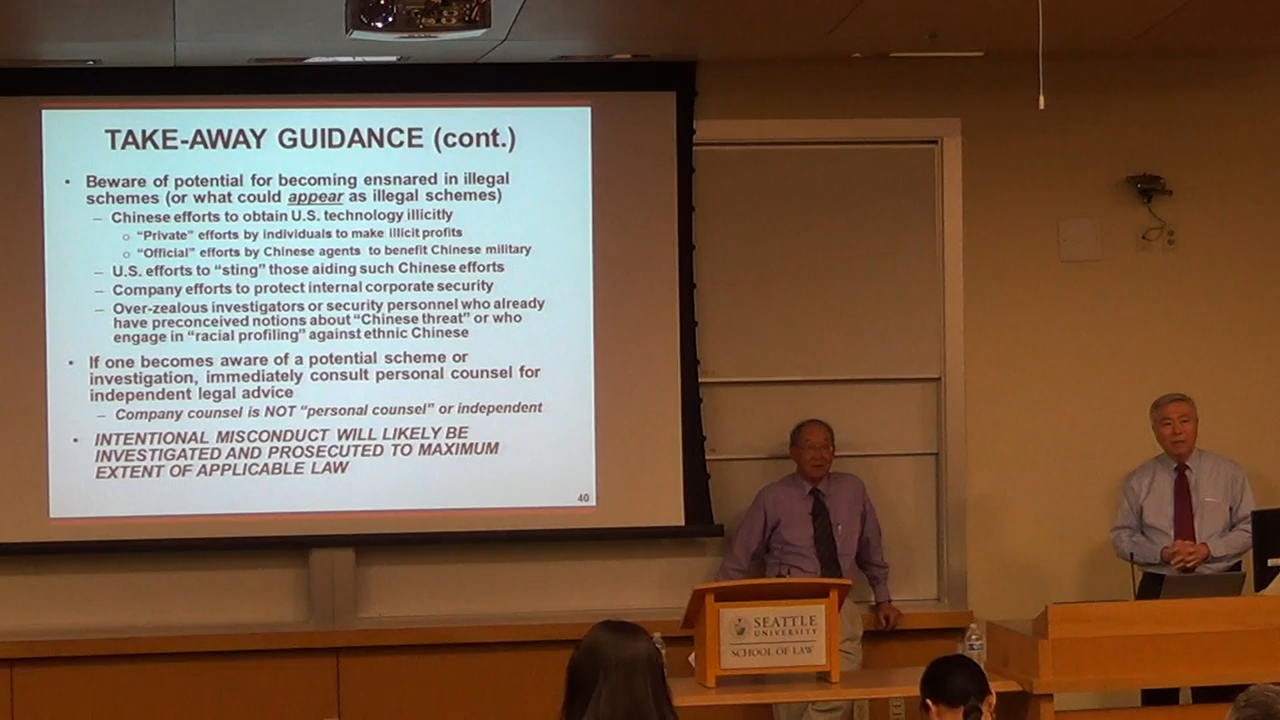 TAKE-AWAY GUIDANCE (cont.)
• Beware of potential for becoming ensnared in illegal
schemes (or what could appear as illegal schemes)
– Chinese efforts to obtain U.S. technology illicitly
o "Private" efforts by individuals to make illicit profits
o "Official" efforts by Chinese agents to benefit Chinese military
– U.S. efforts to "sting" those aiding such Chinese efforts
– Company efforts to protect internal corporate security
– Over-zealous investigators or security personnel who already
have preconceived notions about "Chinese threat" or who
engage in "racial profiling" against ethnic Chinese
• If one becomes aware of a potential scheme or
investigation, immediately consult personal counsel for
independent legal advice
– Company counsel is NOT "personal counsel" or independent
• INTENTIONAL MISCONDUCT WILL LIKELY BE
INVESTIGATED AND PROSECUTED TO MAXIMUM
EXTENT OF APPLICABLE LAW
40
SEATTLE
UNIVERSITY
SCHOOL OF LAW